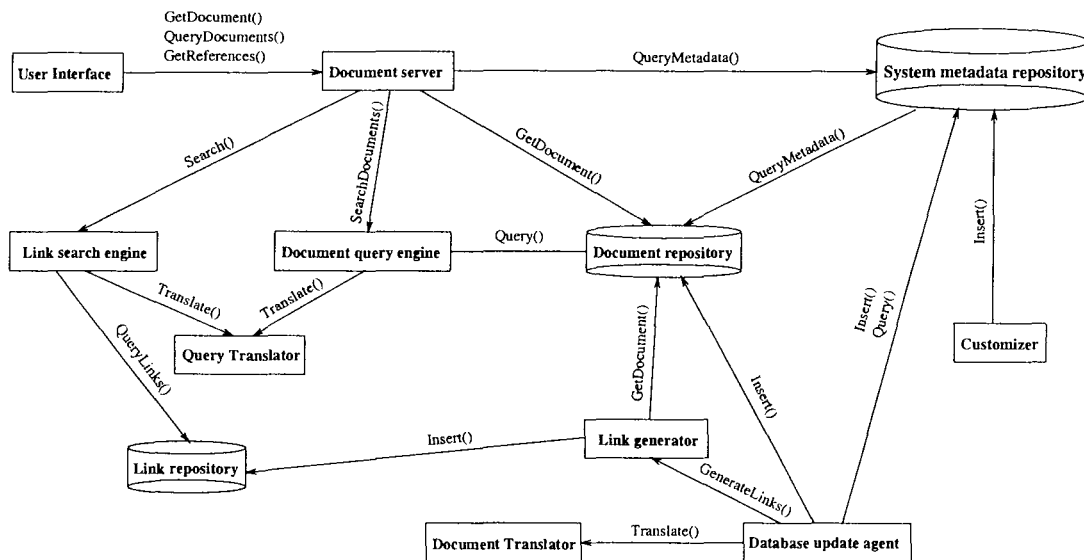 GetDocument()
QueryDocuments()
GetReferences()
User Interface
Document server
QueryMetadata()
System metadata repository
Search()
SearchDocuments()
GetDocument()
QueryMetadata()
Link search engine
Document query engine
Query()
Document repository
Insert()
Translate()
Translate()
Query Translator
QueryLinks()
Insert()
Query()
Customizer
GetDocument()
Insert()
Link repository
Insert()
Link generator
GenerateLinks()
Document Translator
Translate()
Database update agent